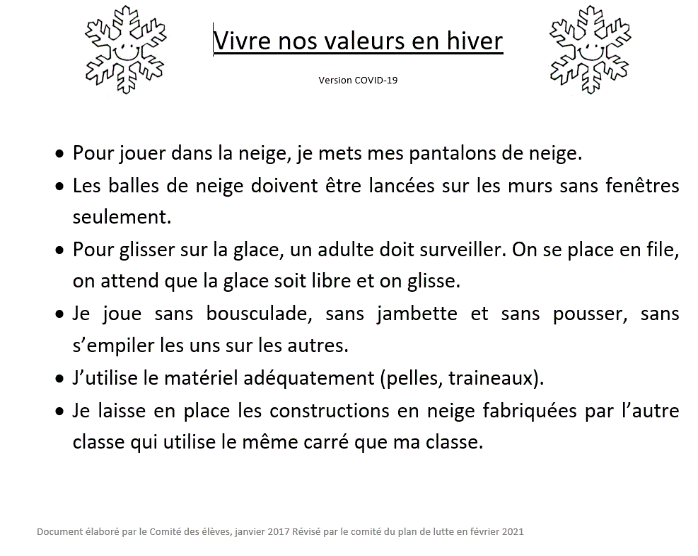 Vivre nos valeurs en hiver
Version COVID-19
• Pour jouer dans la neige, je mets mes pantalons de neige.
• Les balles de neige doivent être lancées sur les murs sans fenêtres
seulement.
• Pour glisser sur la glace, un adulte doit surveiller. On se place en file,
on attend que la glace soit libre et on glisse.
• Je joue sans bousculade, sans jambette et sans pousser, sans
s'empiler les uns sur les autres.
• J'utilise le matériel adéquatement (pelles, traineaux).
• Je laisse en place les constructions en neige fabriquées par l'autre
classe qui utilise le même carré que ma classe.
Document élaboré par le Comité des élèves, janvier 2017 Révisé par le comité du plan de lutte en février 2021